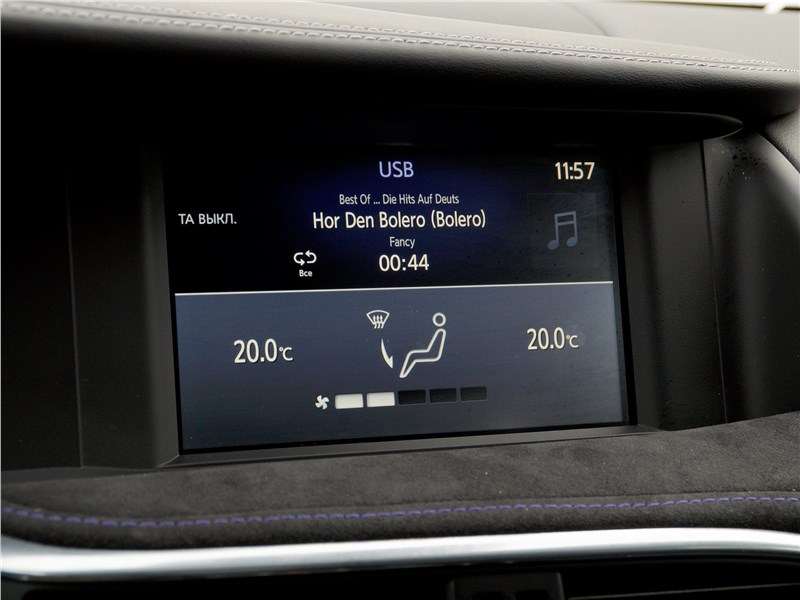 USB
11:57
Best Of ... Die Hits Auf Deuts
ТА ВЫКЛ.
Hor Den Bolero (Bolero)
Fancy
Все
00:44
20.0°C
20.0°C